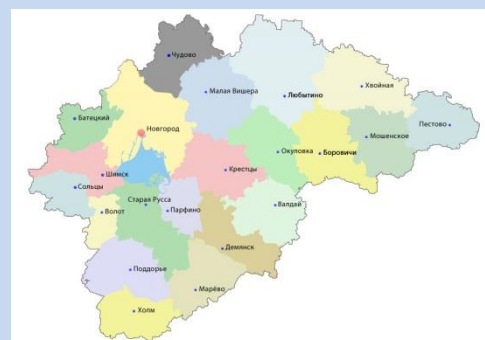 Чудово
Хвойная
Малая Вишера
Любытино
Пестово
Батецкий
Новгород
Мошенское
Окуловка
Боровичи
Крестцы
Шимск
Сольцы
Старая Русса
Валдай
Волот
Парфино
Демянск
Поддорье
Марёво
Холм